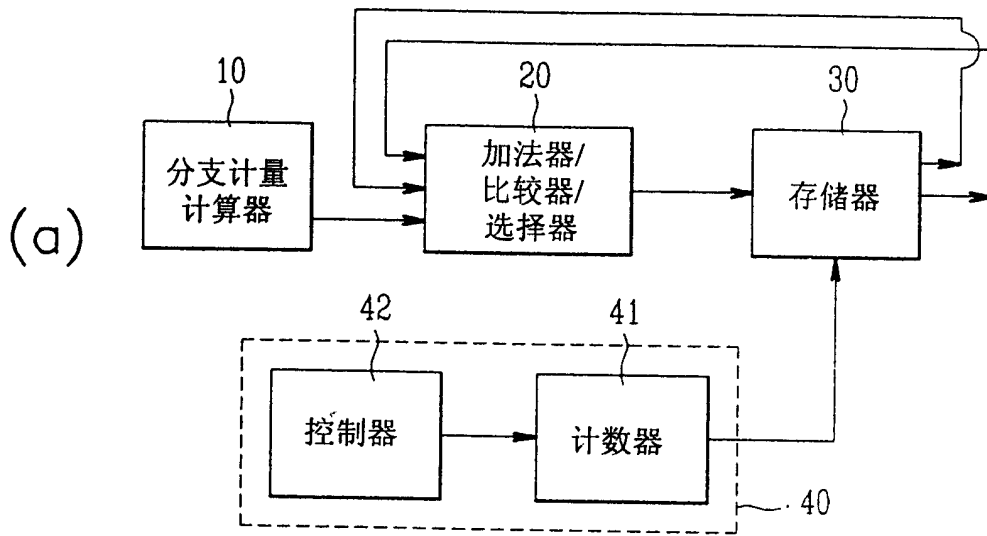 10
20
30
分支计量
计算器
加法器/
比较器/
选择器
存储器
(a)
42
41
控制器
计数器
40